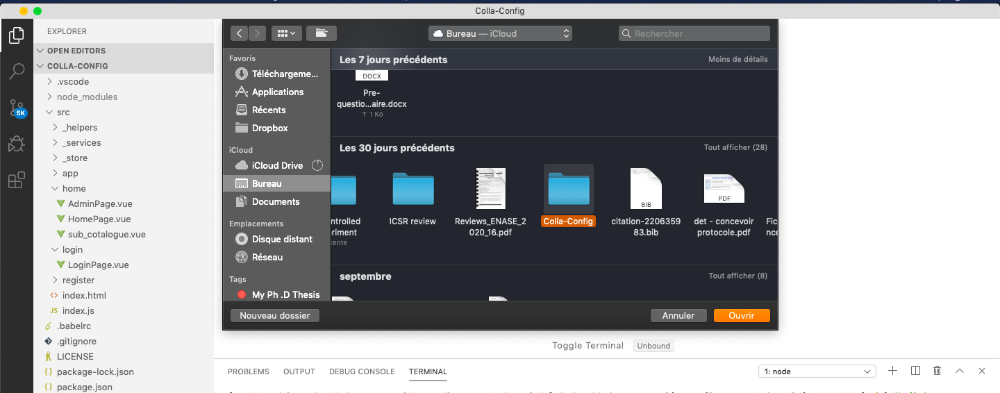 Colla-Config
EXPLORER
OPEN EDITORS
COLLA-CONFIG
.vscode
node_modules
src
_helpers
_services
_store
app
home
AdminPage.vue
HomePage.vue
sub_cotalogue.vue
login
LoginPage.vue
register
index.html
JS index.js
.babelrc
.gitignore
LICENSE
package-lock.json
package.json
5K
Bureau — iCloud
Rechercher
Favoris
Téléchargeme...
Applications
Récents
Dropbox
iCloud
iCloud Drive
Bureau
Documents
Emplacements
Disque distant
Réseau
Tags
My Ph .D Thesis
Les 7 jours précédents
Moins de détails
DOCX
Pre-
questio...aire.docx
↑ 1 Ko
Les 30 jours précédents
Tout afficher (28)
ntrolled
riment
tente
ICSR review
Reviews_ENASE_2
020_16.pdf
Colla-Config
BIB
citation-2206359
83.bib
PDF
det - concevoir
protocole.pdf
Fic
nce
septembre
Tout afficher (8)
Nouveau dossier
Annuler
Ouvrir
Toggle Terminal
Unbound
PROBLEMS
OUTPUT
DEBUG CONSOLE
TERMINAL
1: node